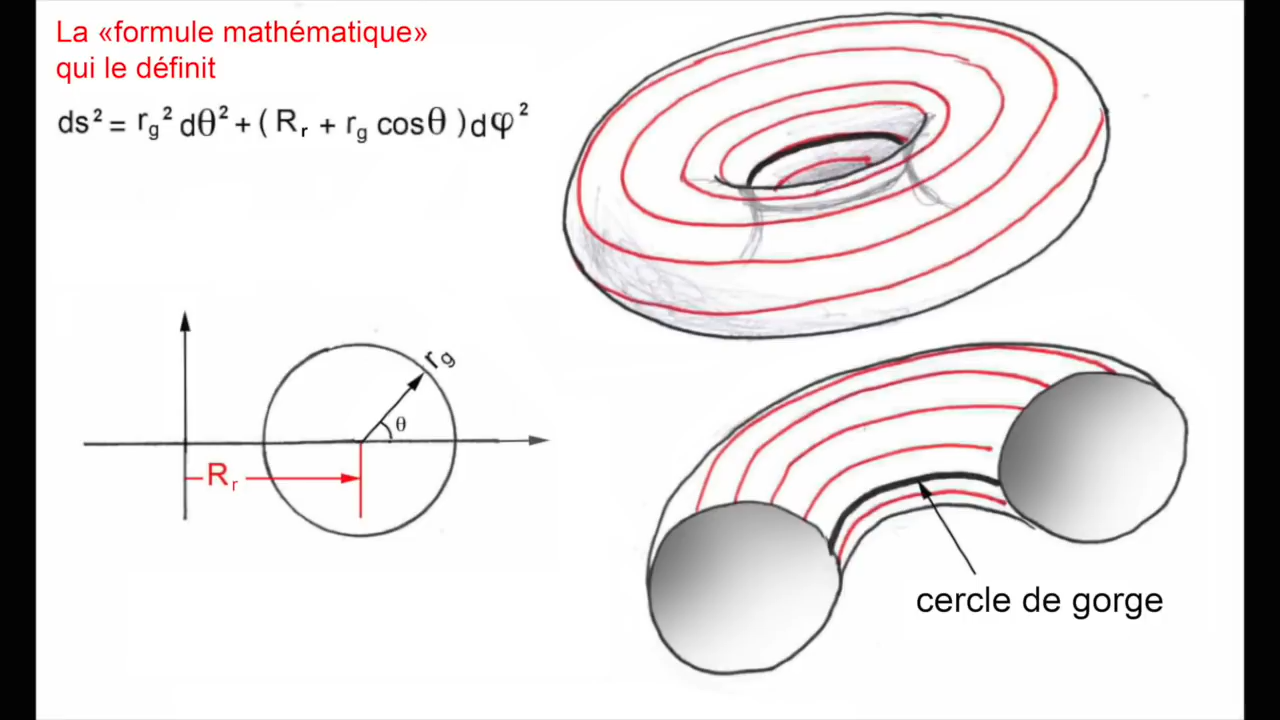 La «formule mathématique»
qui le définit
ds² = r_g² dθ² + ( R_r + r_g cosθ ) dφ²
r_g
θ
R_r
cercle de gorge